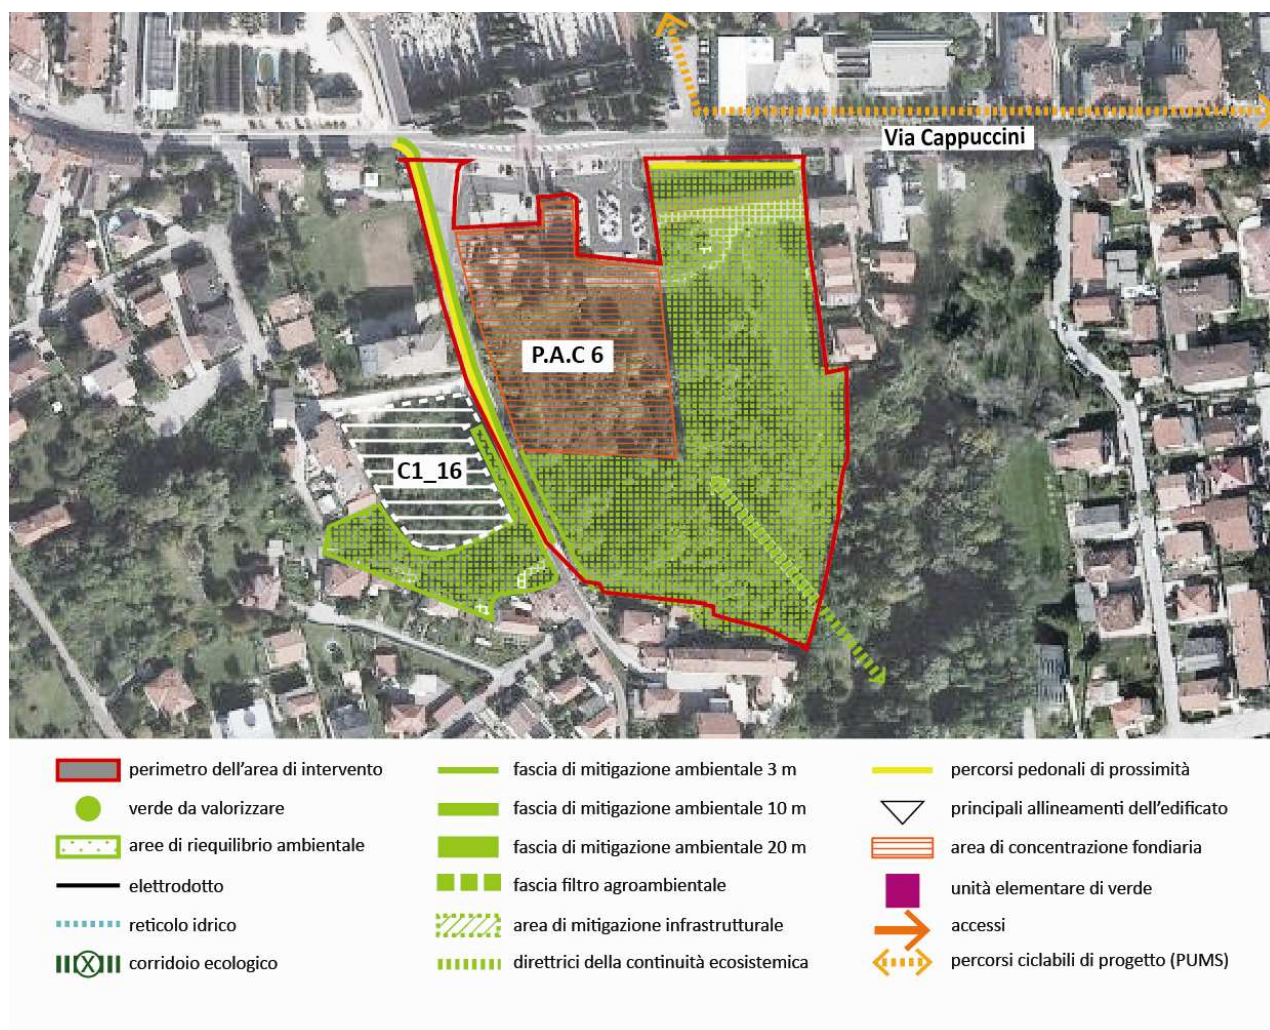 Via Cappuccini
P.A.C 6
C1_16
perimetro dell'area di intervento
verde da valorizzare
aree di riequilibrio ambientale
elettrodotto
reticolo idrico
X
corridoio ecologico
fascia di mitigazione ambientale 3 m
fascia di mitigazione ambientale 10 m
fascia di mitigazione ambientale 20 m
fascia filtro agroambientale
area di mitigazione infrastrutturale
direttrici della continuità ecosistemica
percorsi pedonali di prossimità
principali allineamenti dell'edificato
area di concentrazione fondiaria
unità elementare di verde
accessi
percorsi ciclabili di progetto (PUMS)